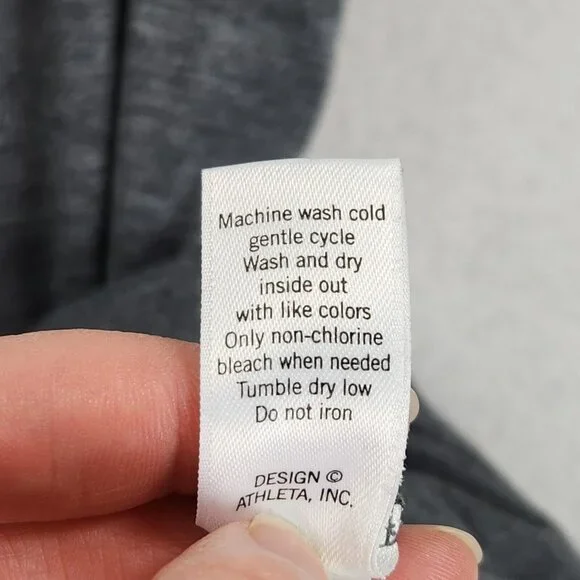 Machine wash cold
gentle cycle
Wash and dry
inside out
with like colors
Only non-chlorine
bleach when needed
Tumble dry low
Do not iron
DESIGN ©
ATHLETA, INC.